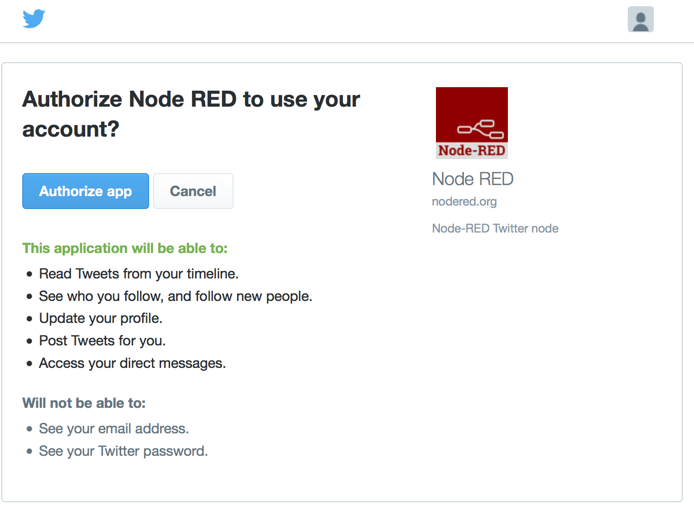 Authorize Node RED to use your
account?
Authorize app
Cancel
This application will be able to:
Read Tweets from your timeline.
See who you follow, and follow new people.
Update your profile.
Post Tweets for you.
Access your direct messages.
Will not be able to:
See your email address.
See your Twitter password.
Node-RED
Node RED
nodered.org
Node-RED Twitter node